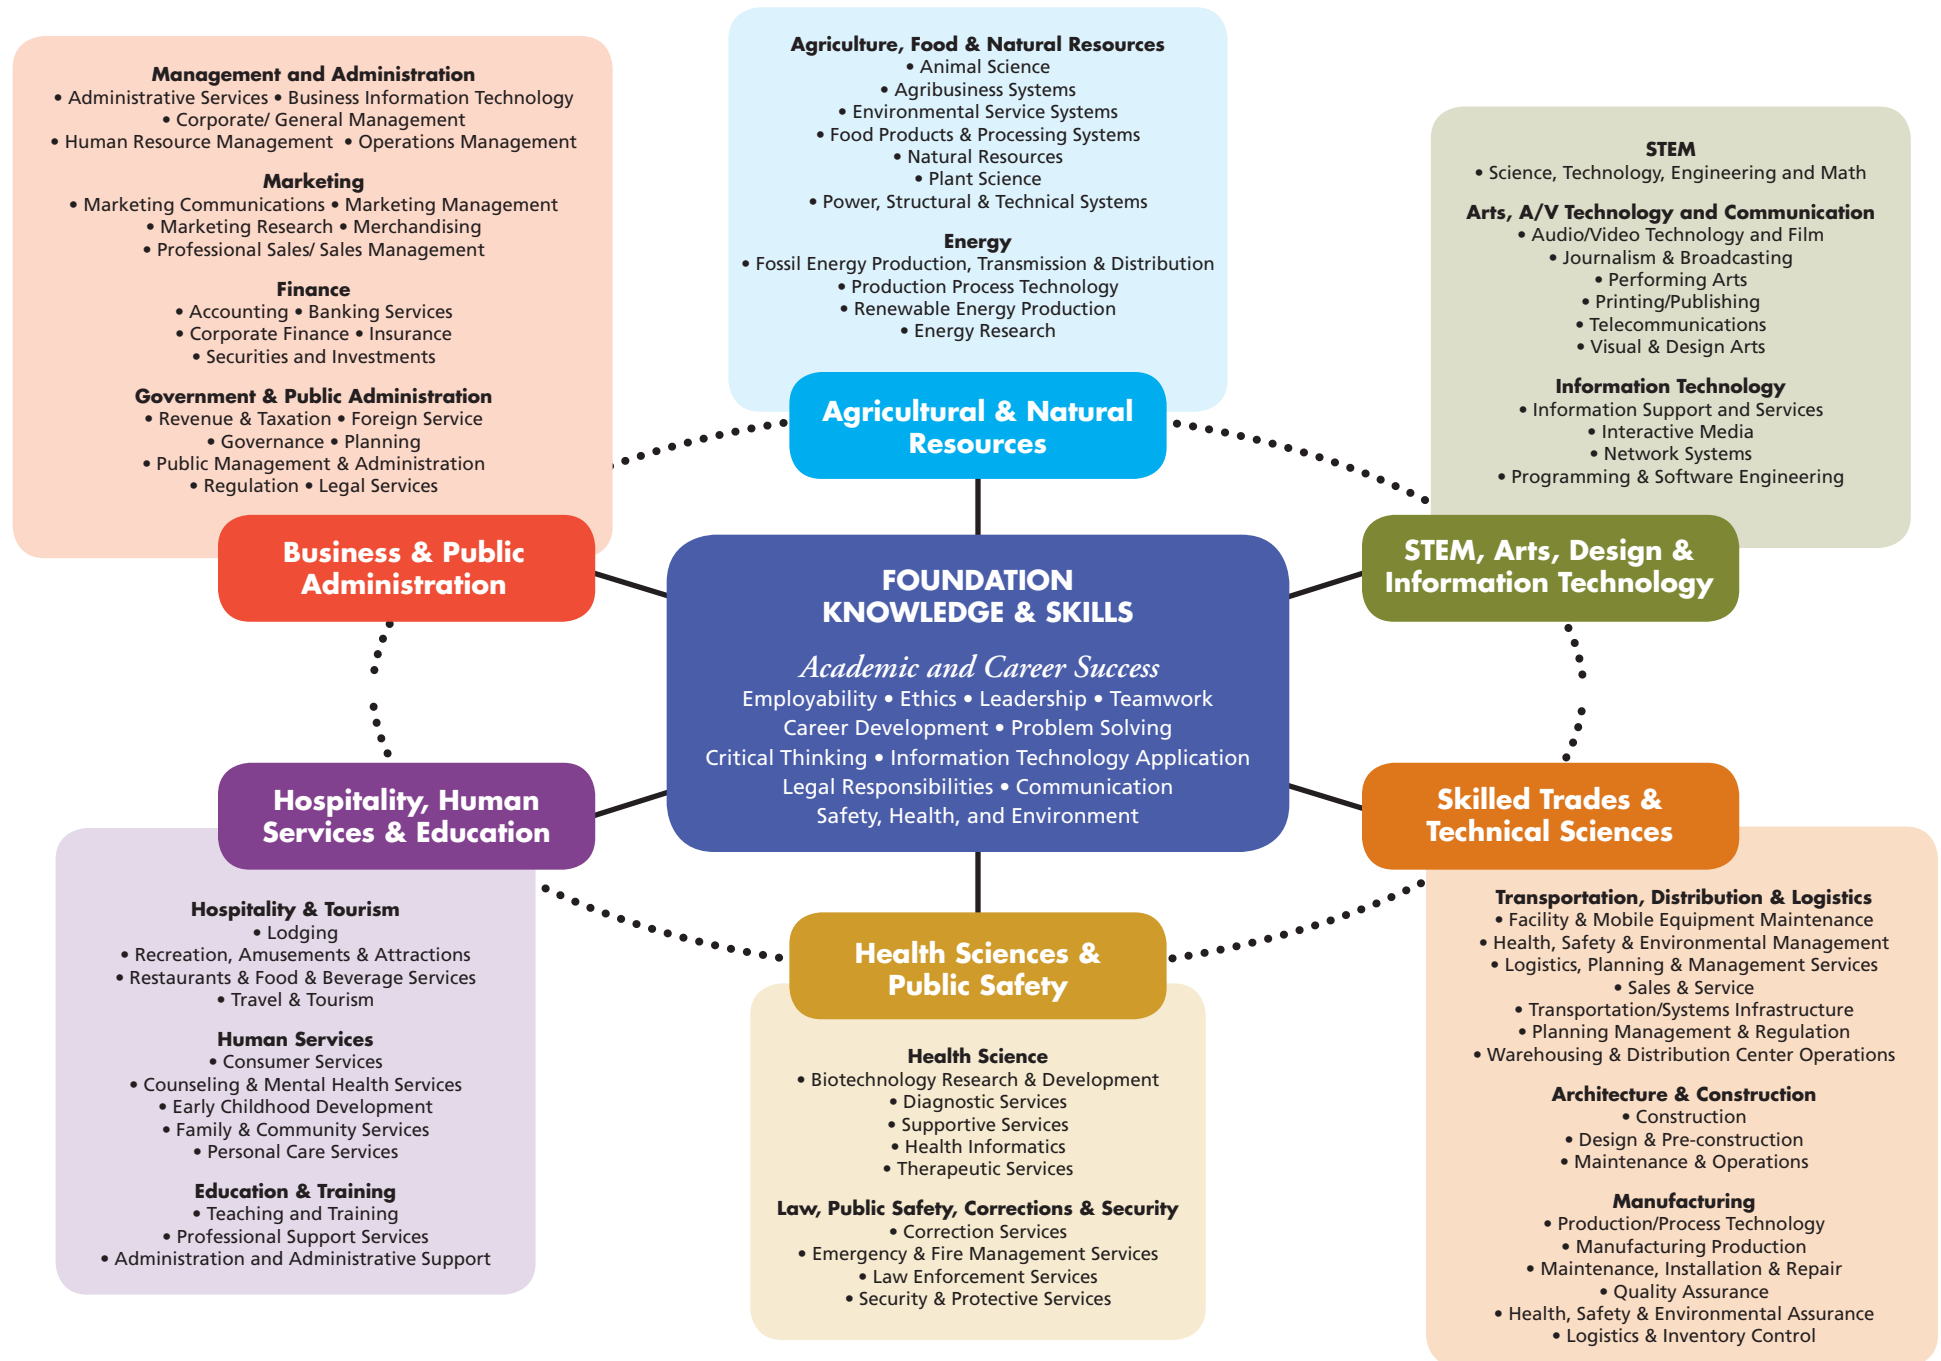 Management and Administration
• Administrative Services • Business Information Technology
• Corporate/ General Management
• Human Resource Management • Operations Management
Marketing
• Marketing Communications • Marketing Management
• Marketing Research • Merchandising
• Professional Sales/ Sales Management
Finance
• Accounting • Banking Services
• Corporate Finance • Insurance
• Securities and Investments
Government & Public Administration
• Revenue & Taxation • Foreign Service
• Governance • Planning
• Public Management & Administration
• Regulation • Legal Services
Business & Public
Administration
Agriculture, Food & Natural Resources
• Animal Science
• Agribusiness Systems
• Environmental Service Systems
• Food Products & Processing Systems
• Natural Resources
• Plant Science
• Power, Structural & Technical Systems
Energy
• Fossil Energy Production, Transmission & Distribution
• Production Process Technology
• Renewable Energy Production
• Energy Research
Agricultural & Natural
Resources
STEM
• Science, Technology, Engineering and Math
Arts, A/V Technology and Communication
• Audio/Video Technology and Film
• Journalism & Broadcasting
• Performing Arts
• Printing/Publishing
• Telecommunications
• Visual & Design Arts
Information Technology
• Information Support and Services
• Interactive Media
• Network Systems
• Programming & Software Engineering
STEM, Arts, Design &
Information Technology
FOUNDATION
KNOWLEDGE & SKILLS
Academic and Career Success
Employability • Ethics • Leadership • Teamwork
Career Development • Problem Solving
Critical Thinking • Information Technology Application
Legal Responsibilities • Communication
Safety, Health, and Environment
Hospitality, Human
Services & Education
Hospitality & Tourism
• Lodging
• Recreation, Amusements & Attractions
• Restaurants & Food & Beverage Services
• Travel & Tourism
Human Services
• Consumer Services
• Counseling & Mental Health Services
• Early Childhood Development
• Family & Community Services
• Personal Care Services
Education & Training
• Teaching and Training
• Professional Support Services
• Administration and Administrative Support
Health Sciences &
Public Safety
Health Science
• Biotechnology Research & Development
• Diagnostic Services
• Supportive Services
• Health Informatics
• Therapeutic Services
Law, Public Safety, Corrections & Security
• Correction Services
• Emergency & Fire Management Services
• Law Enforcement Services
• Security & Protective Services
Skilled Trades &
Technical Sciences
Transportation, Distribution & Logistics
• Facility & Mobile Equipment Maintenance
• Health, Safety & Environmental Management
• Logistics, Planning & Management Services
• Sales & Service
• Transportation/Systems Infrastructure
• Planning Management & Regulation
• Warehousing & Distribution Center Operations
Architecture & Construction
• Construction
• Design & Pre-construction
• Maintenance & Operations
Manufacturing
• Production/Process Technology
• Manufacturing Production
• Maintenance, Installation & Repair
• Quality Assurance
• Health, Safety & Environmental Assurance
• Logistics & Inventory Control